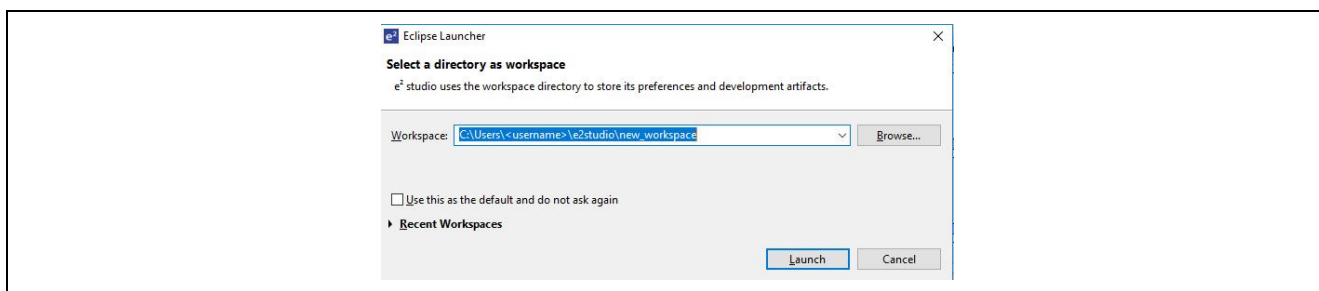 e² Eclipse Launcher
Select a directory as workspace
e² studio uses the workspace directory to store its preferences and development artifacts.
Workspace: C:\Users\<username>\e2studio\new_workspace Browse...
Use this as the default and do not ask again
Recent Workspaces
Launch Cancel